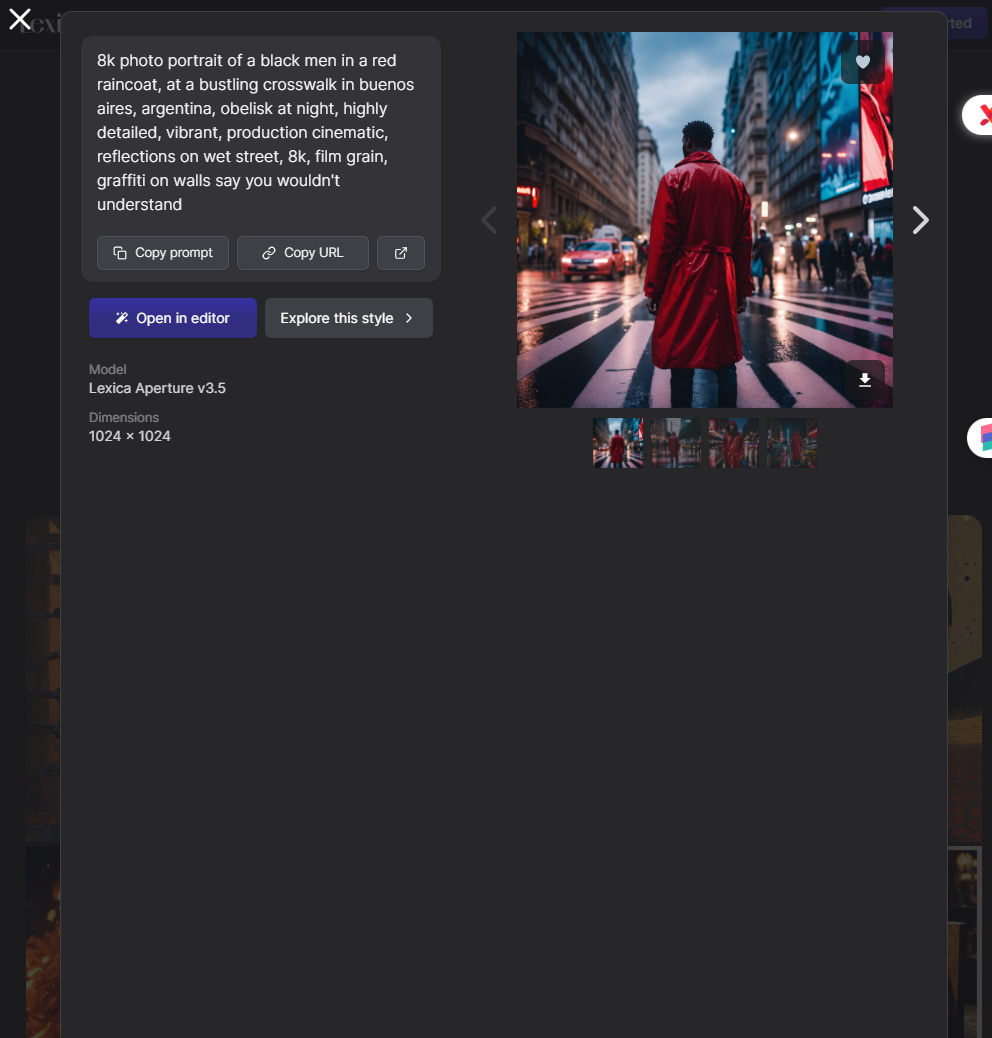 Lexi
rted
8k photo portrait of a black men in a red
raincoat, at a bustling crosswalk in buenos
aires, argentina, obelisk at night, highly
detailed, vibrant, production cinematic,
reflections on wet street, 8k, film grain,
graffiti on walls say you wouldn't
understand
Copy prompt
Copy URL
Open in editor
Explore this style
Model
Lexica Aperture v3.5
Dimensions
1024 × 1024